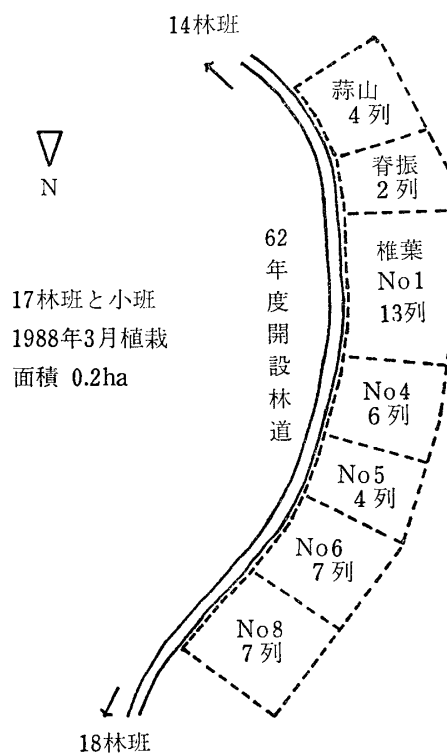 14林班
蒜山
4列
脊振
2列
N
椎葉
No1
13列
62年度開設林道
17林班と小班
1988年3月植栽
面積 0.2ha
No4
6列
No5
4列
No6
7列
No8
7列
18林班